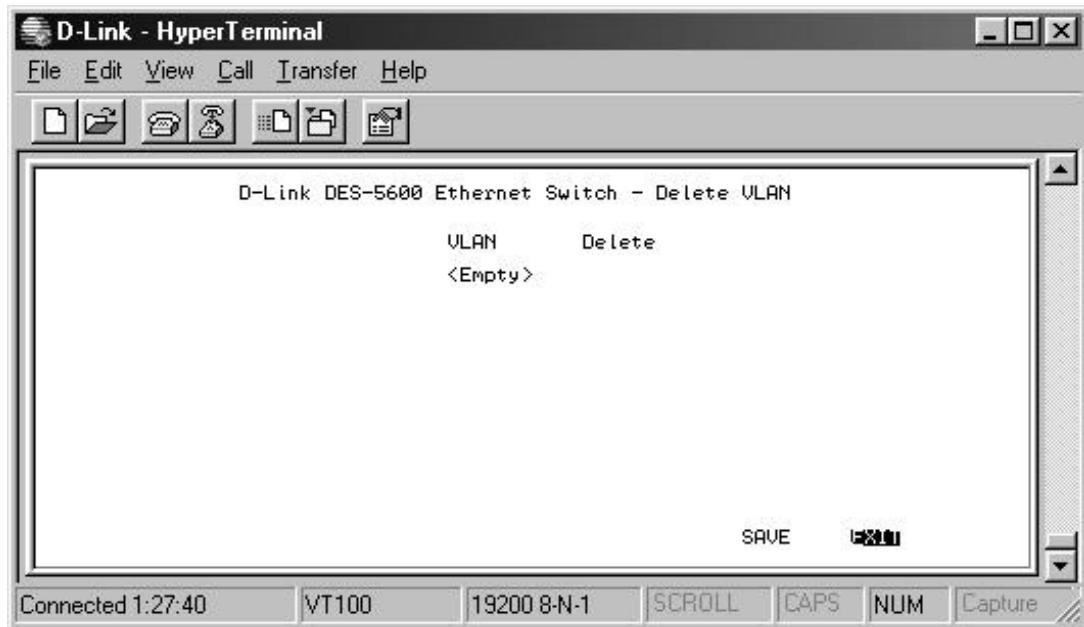 D-Link - HyperTerminal
File Edit View Call Transfer Help
D-Link DES-5600 Ethernet Switch - Delete VLAN
VLAN Delete
<Empty>
SAVE EXIT
Connected 1:27:40 VT100 19200 8-N-1 SCROLL CAPS NUM Capture